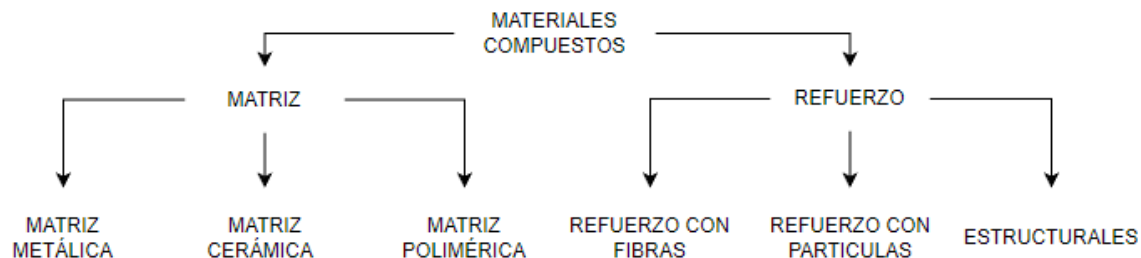 MATERIALES
COMPUESTOS
MATRIZ
REFUERZO
MATRIZ
METÁLICA
MATRIZ
CERÁMICA
MATRIZ
POLIMÉRICA
REFUERZO CON
FIBRAS
REFUERZO CON
PARTICULAS
ESTRUCTURALES